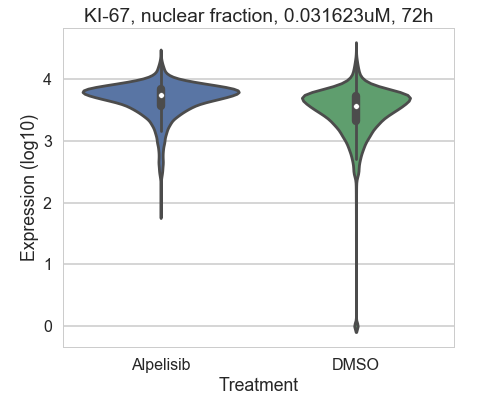 KI-67, nuclear fraction, 0.031623uM, 72h
Expression (log10)
4
3
2
1
0
Alpelisib DMSO
Treatment